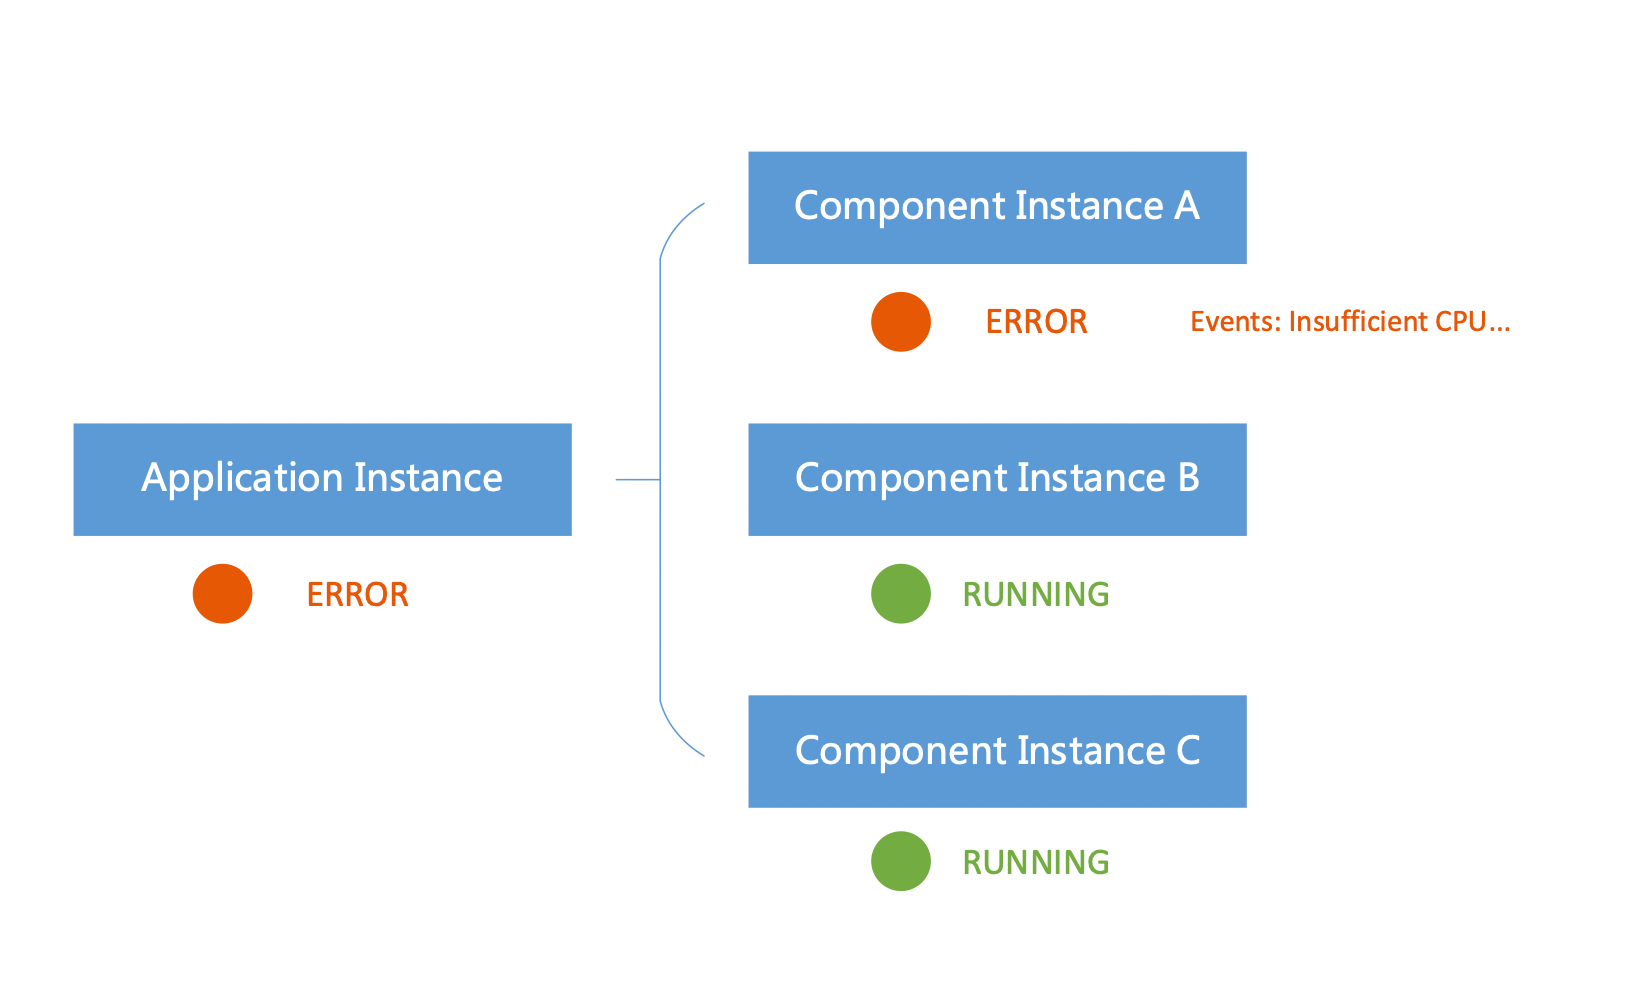 Component Instance A
ERROR
Events: Insufficient CPU...
Application Instance
ERROR
Component Instance B
RUNNING
Component Instance C
RUNNING